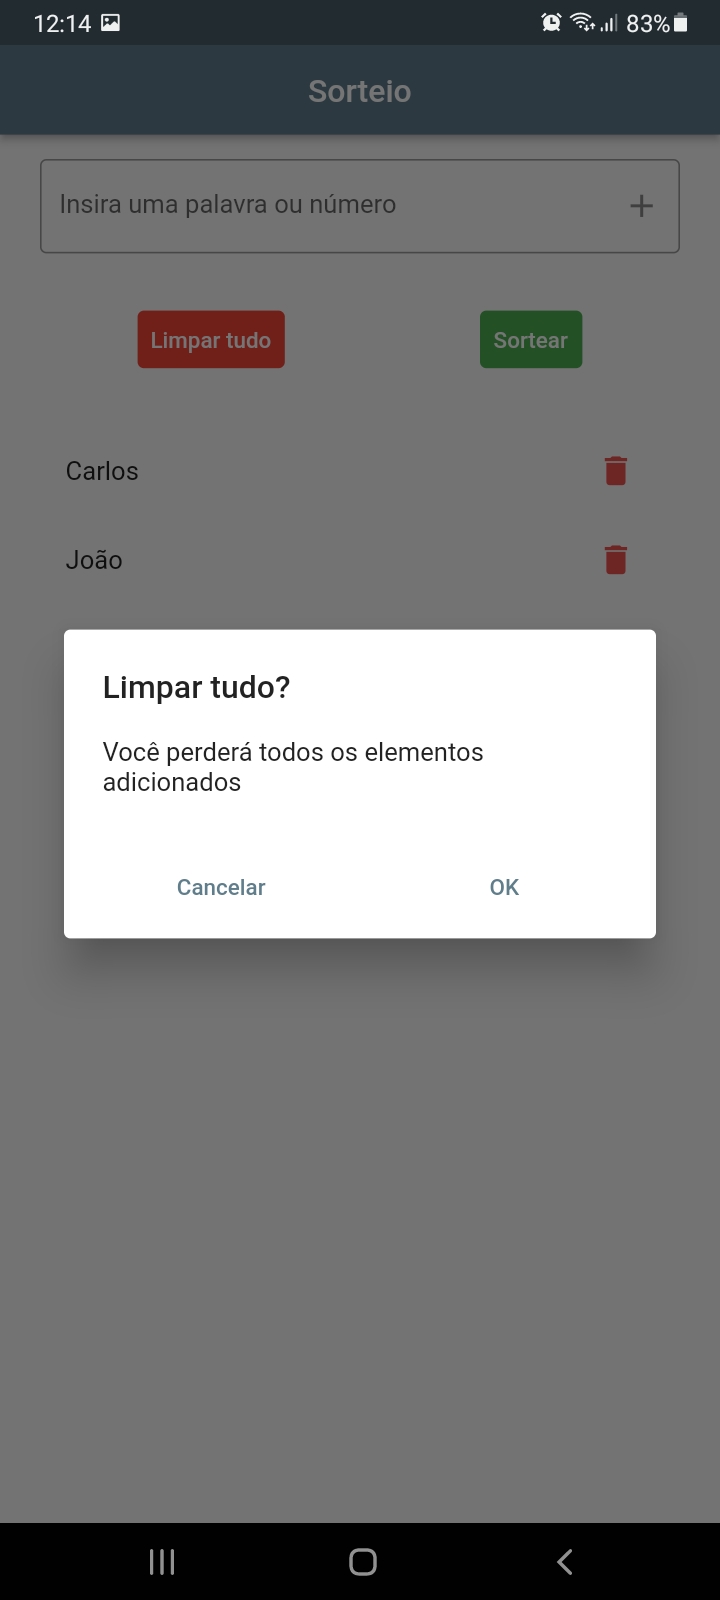 12:14 83%
Sorteio
Insira uma palavra ou número
Limpar tudo Sortear
Carlos
João
Limpar tudo?
Você perderá todos os elementos
adicionados
Cancelar OK